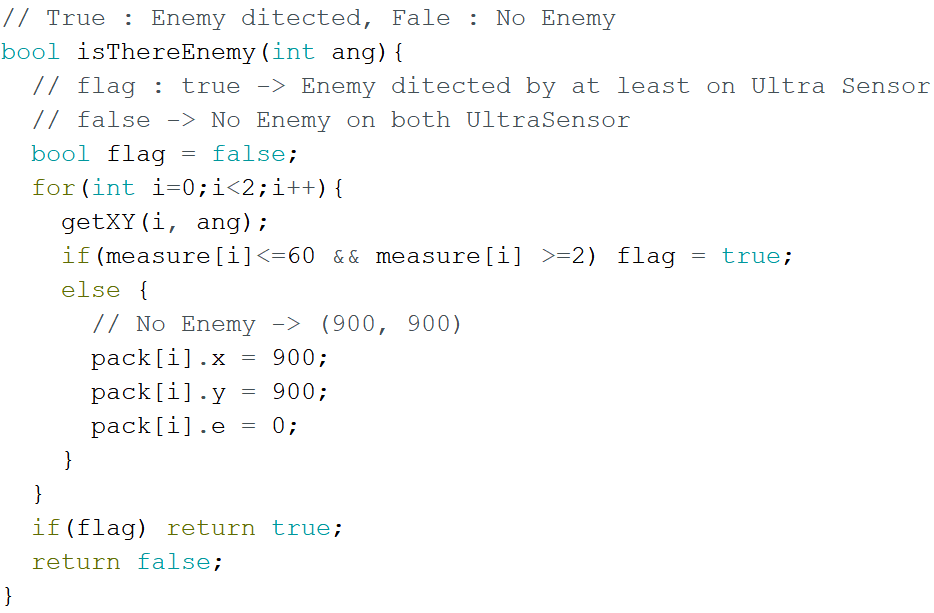 // True : Enemy ditected, Fale : No Enemy
bool isThereEnemy(int ang){
  // flag : true -> Enemy ditected by at least on Ultra Sensor
  // false -> No Enemy on both UltraSensor
  bool flag = false;
  for(int i=0;i<2;i++){
    getXY(i, ang);
    if(measure[i]<=60 && measure[i] >=2) flag = true;
    else {
      // No Enemy -> (900, 900)
      pack[i].x = 900;
      pack[i].y = 900;
      pack[i].e = 0;
    }
  }
  if(flag) return true;
  return false;
}